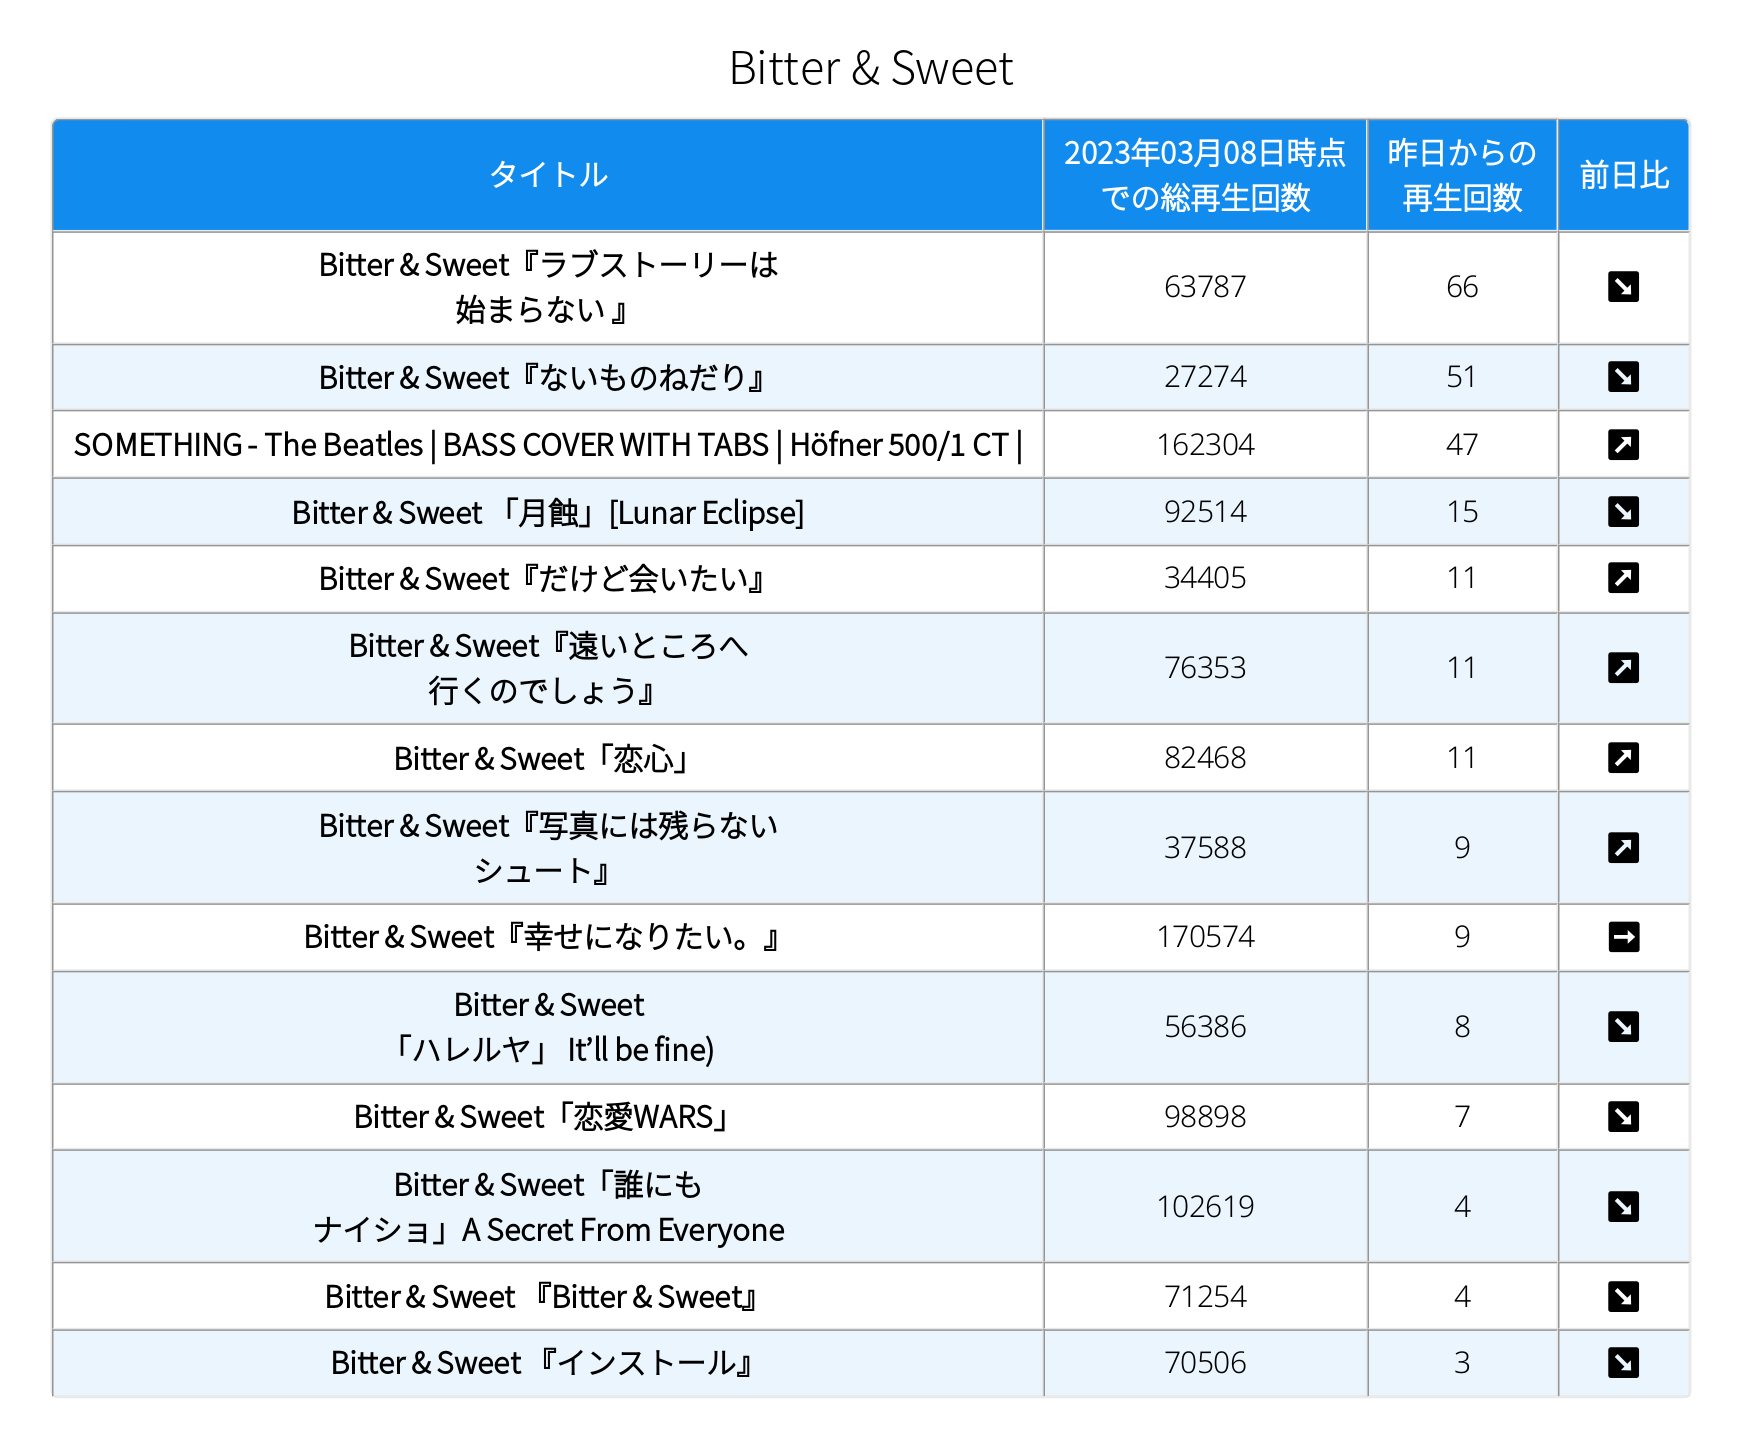 Bitter & Sweet
タイトル
2023年03月08日時点
での総再生回数
昨日からの
再生回数
前日比
Bitter & Sweet『ラブストーリーは
始まらない 』
63787
66
Bitter & Sweet『ないものねだり』
27274
51
SOMETHING - The Beatles | BASS COVER WITH TABS | Höfner 500/1 CT |
162304
47
Bitter & Sweet 「月蝕」[Lunar Eclipse]
92514
15
Bitter & Sweet『だけど会いたい』
34405
11
Bitter & Sweet『遠いところへ
行くのでしょう』
76353
11
Bitter & Sweet「恋心」
82468
11
Bitter & Sweet『写真には残らない
シュート』
37588
9
Bitter & Sweet『幸せになりたい。』
170574
9
Bitter & Sweet
「ハレルヤ」 It’ll be fine)
56386
8
Bitter & Sweet「恋愛WARS」
98898
7
Bitter & Sweet「誰にも
ナイショ」A Secret From Everyone
102619
4
Bitter & Sweet 『Bitter & Sweet』
71254
4
Bitter & Sweet 『インストール』
70506
3